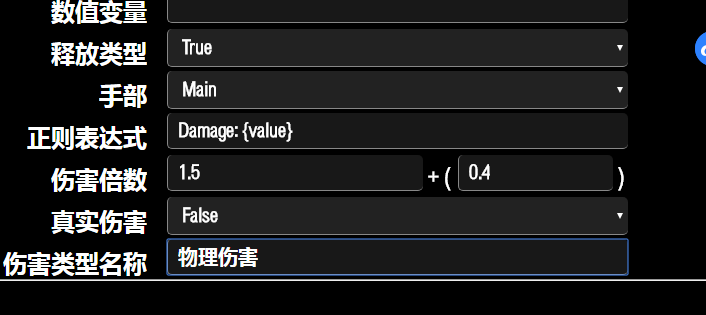 数值变量
释放类型 True
手部 Main
正则表达式 Damage: {value}
伤害倍数 1.5 + ( 0.4 )
真实伤害 False
伤害类型名称 物理伤害